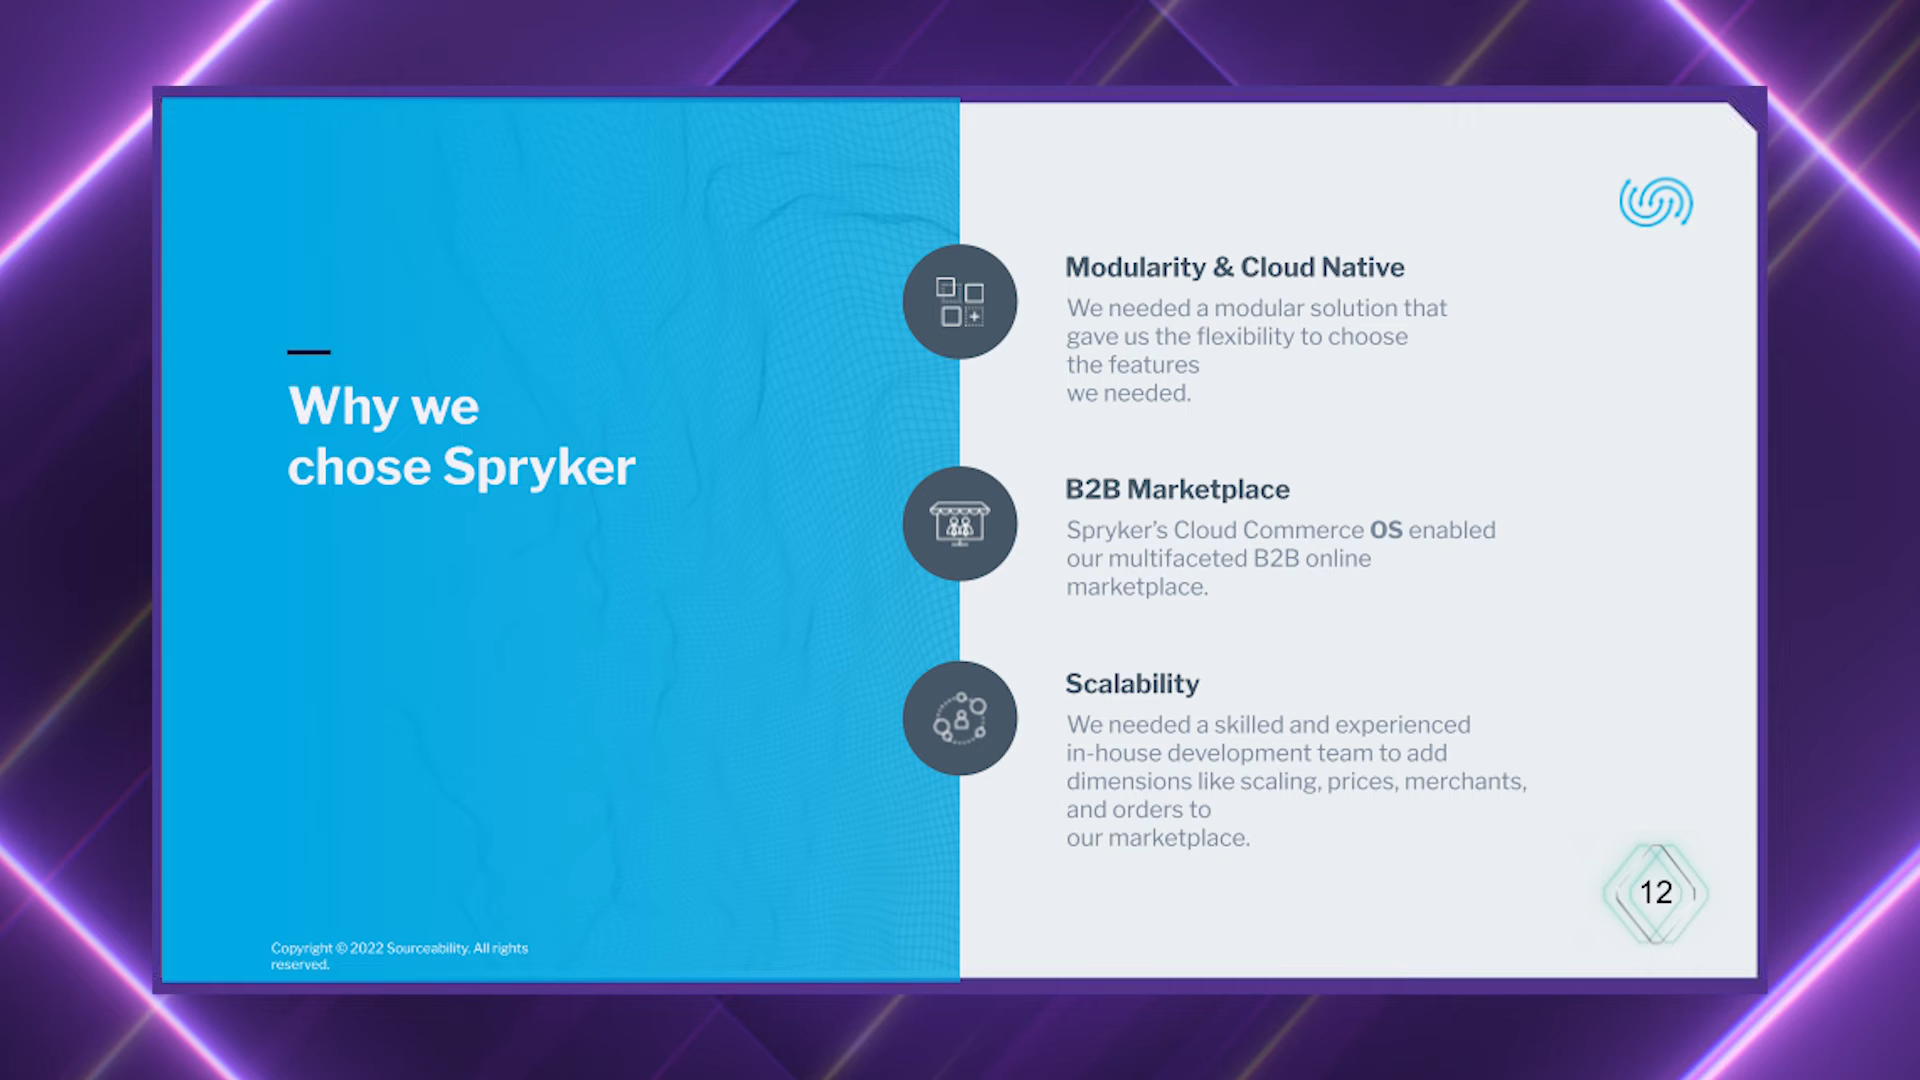 Why we
chose Spryker
Copyright © 2022 Sourceability. All rights
reserved.
Modularity & Cloud Native
We needed a modular solution that
gave us the flexibility to choose
the features
we needed.
B2B Marketplace
Spryker’s Cloud Commerce OS enabled
our multifaceted B2B online
marketplace.
Scalability
We needed a skilled and experienced
in-house development team to add
dimensions like scaling, prices, merchants,
and orders to
our marketplace.
12